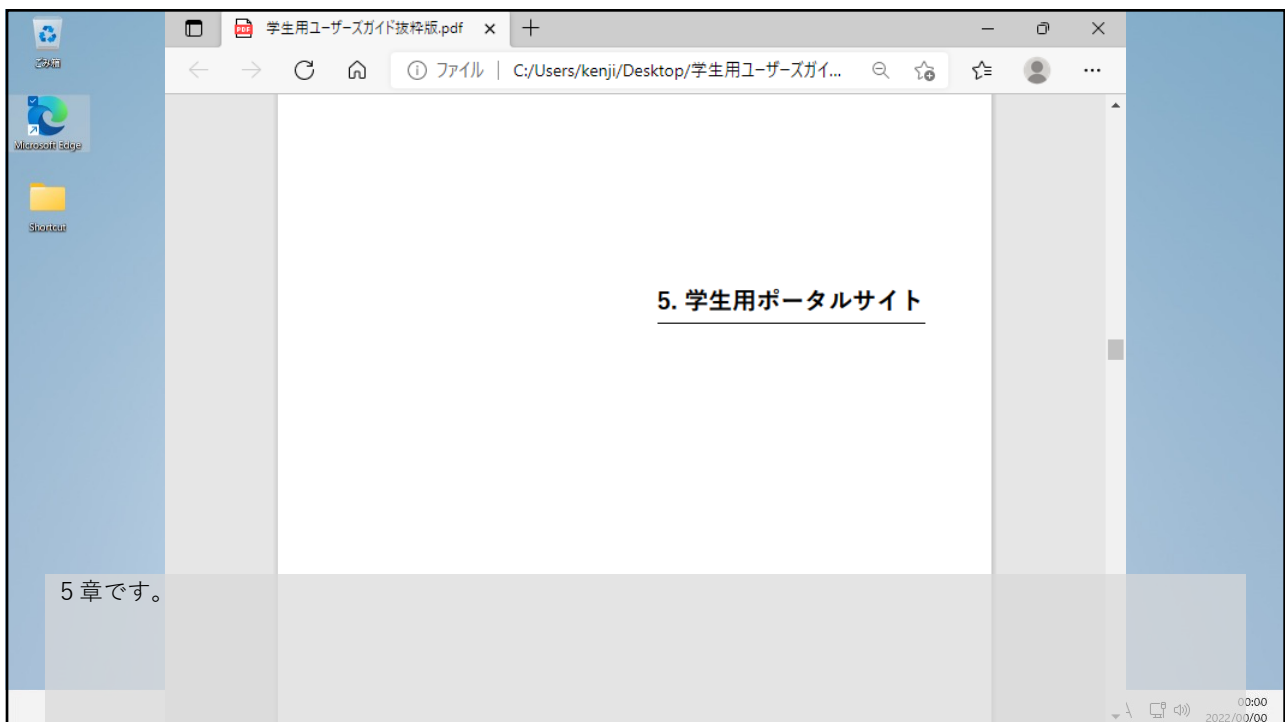 ごみ箱
Microsoft Edge
Shortcut
PDF 学生用ユーザーズガイド抜粋版.pdf
ファイル | C:/Users/kenji/Desktop/学生用ユーザーズガイ...
5. 学生用ポータルサイト
5 章です。
00:00
2022/00/00